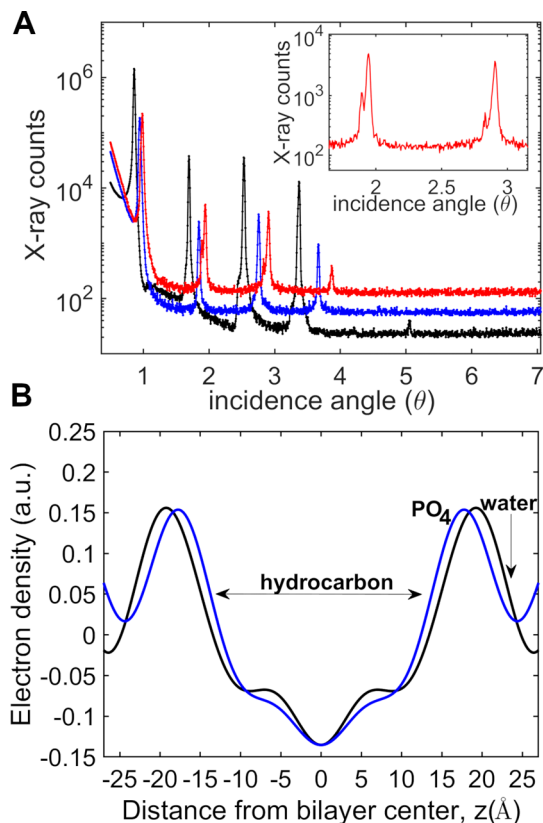 A
X-ray counts
10^6
10^4
10^2
1 2 3 4 5 6 7
incidence angle (θ)
X-ray counts
10^4
10^3
10^2
2 2.5 3
incidence angle (θ)
B
Electron density (a.u.)
0.25
0.2
0.15
0.1
0.05
0
-0.05
-0.1
-0.15
PO4 water
hydrocarbon
-25 -20 -15 -10 -5 0 5 10 15 20 25
Distance from bilayer center, z(Å)